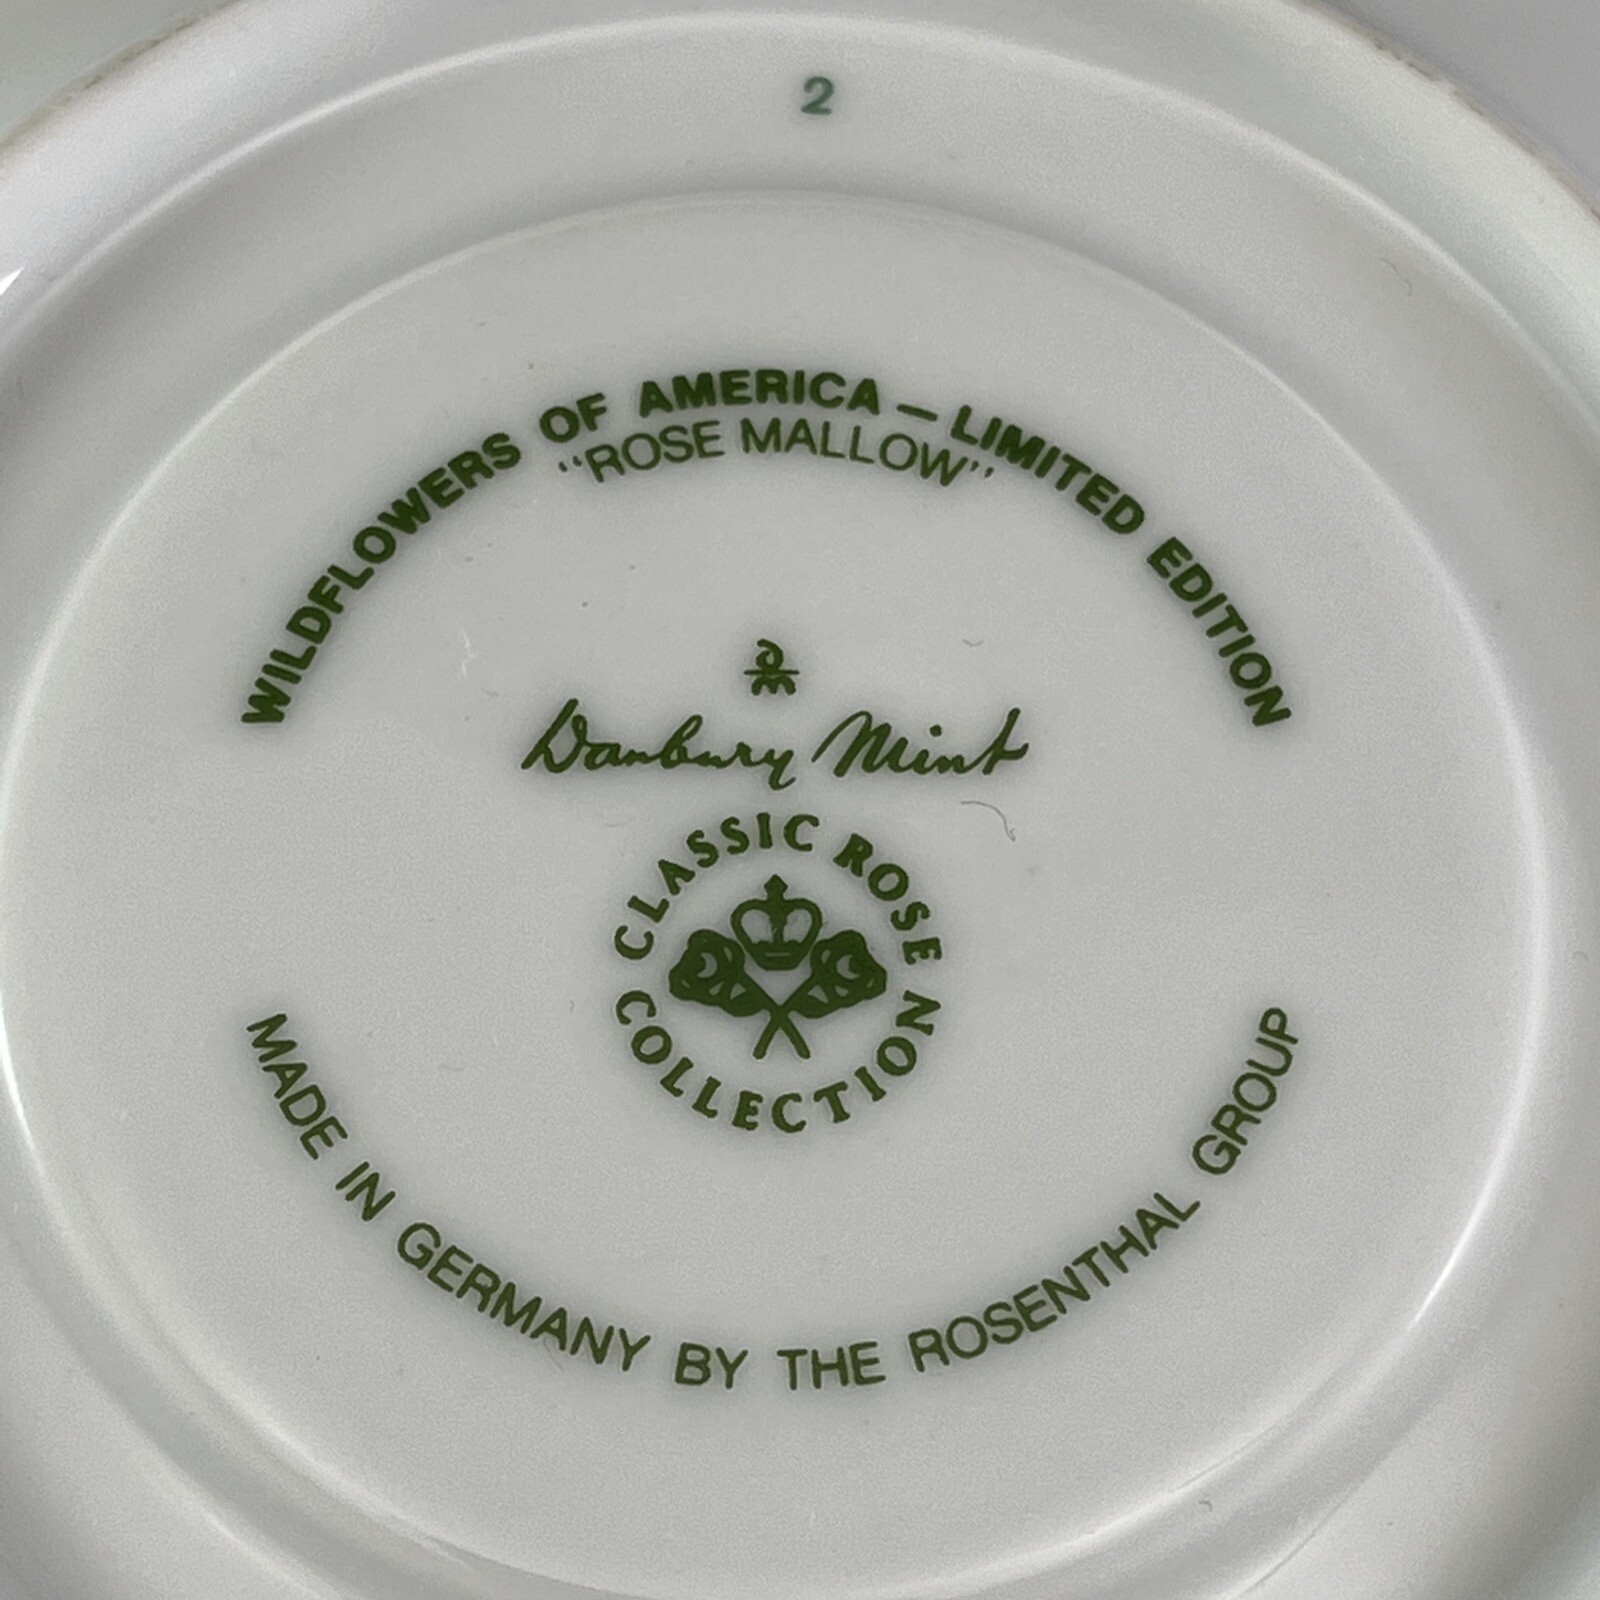 2
WILDFLOWERS OF AMERICA — LIMITED EDITION
“ROSE MALLOW”
Danbury Mint
CLASSIC ROSE
COLLECTION
MADE IN GERMANY BY THE ROSENTHAL GROUP